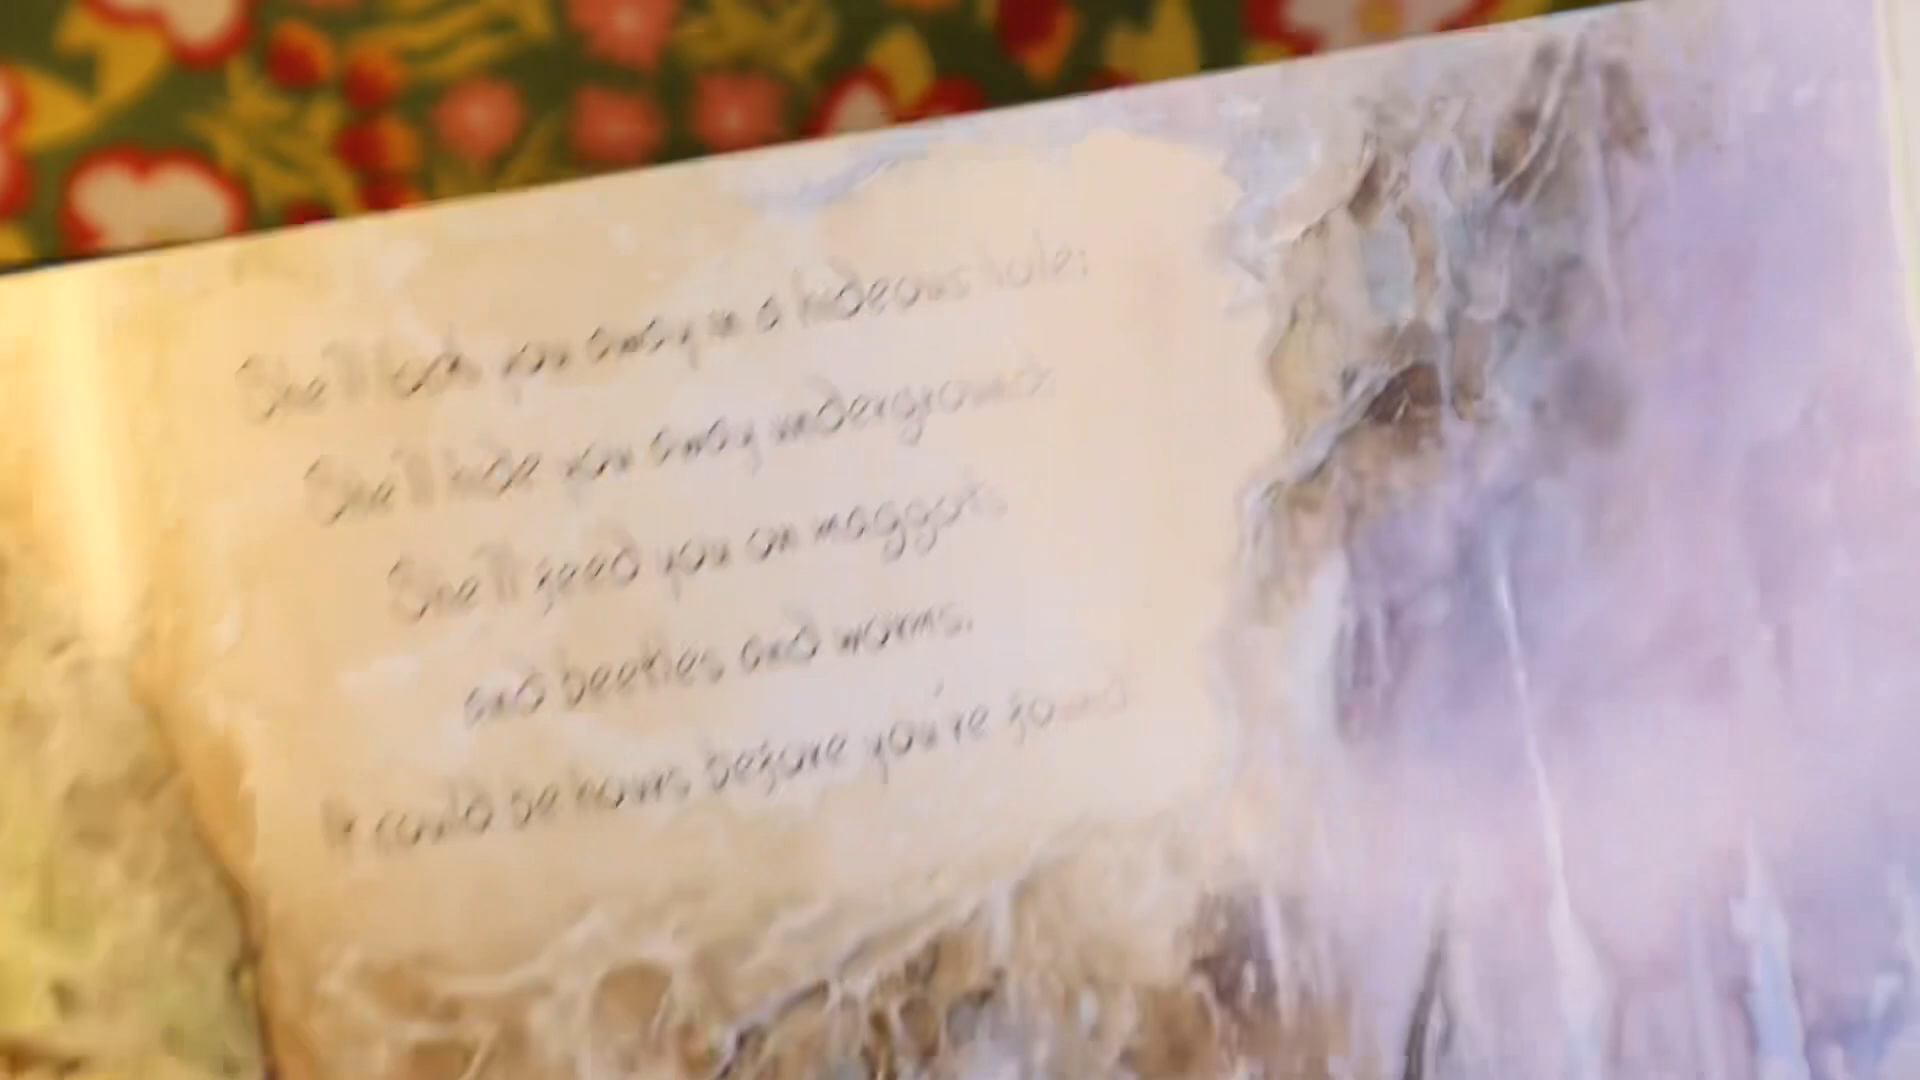 She'll lock you away in a hideous hole;
She'll hide you away underground;
She'll feed you on maggots
and beetles and worms.
It could be hours before you're found